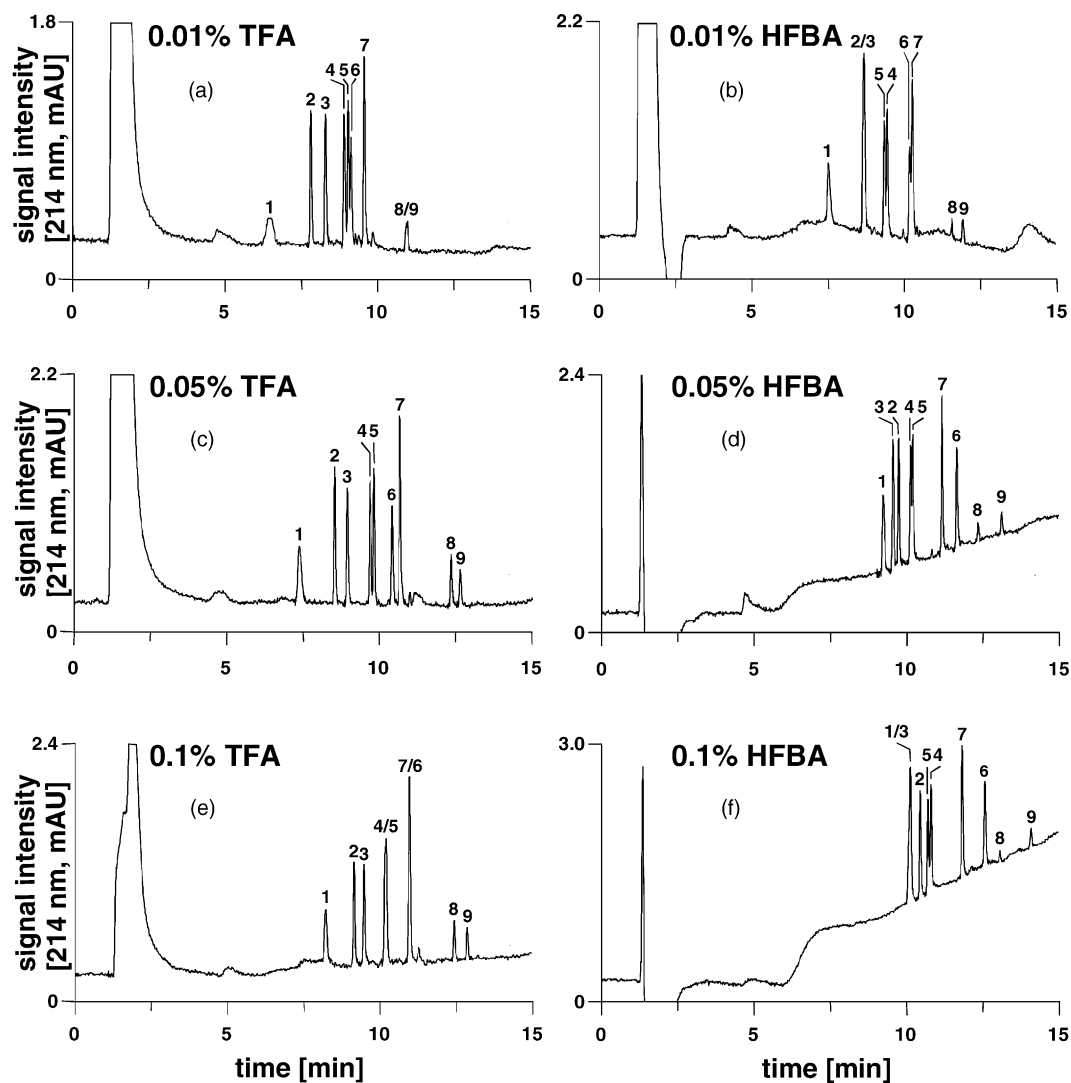 1.8
0.01% TFA
(a)
signal intensity
[214 nm, mAU]
1
2
3
4 5 6
7
8/9
0
0 5 10 15
2.2
0.01% HFBA
(b)
1
2/3
5 4
6 7
8 9
0
0 5 10 15
2.2
0.05% TFA
(c)
signal intensity
[214 nm, mAU]
1
2
3
4 5
6
7
8
9
0
0 5 10 15
2.4
0.05% HFBA
(d)
1
3 2
4 5
7
6
8
9
0
0 5 10 15
2.4
0.1% TFA
(e)
signal intensity
[214 nm, mAU]
1
2 3
4/5
7/6
8
9
0
0 5 10 15
time [min]
3.0
0.1% HFBA
(f)
1/3
2
5 4
7
6
8
9
0
0 5 10 15
time [min]